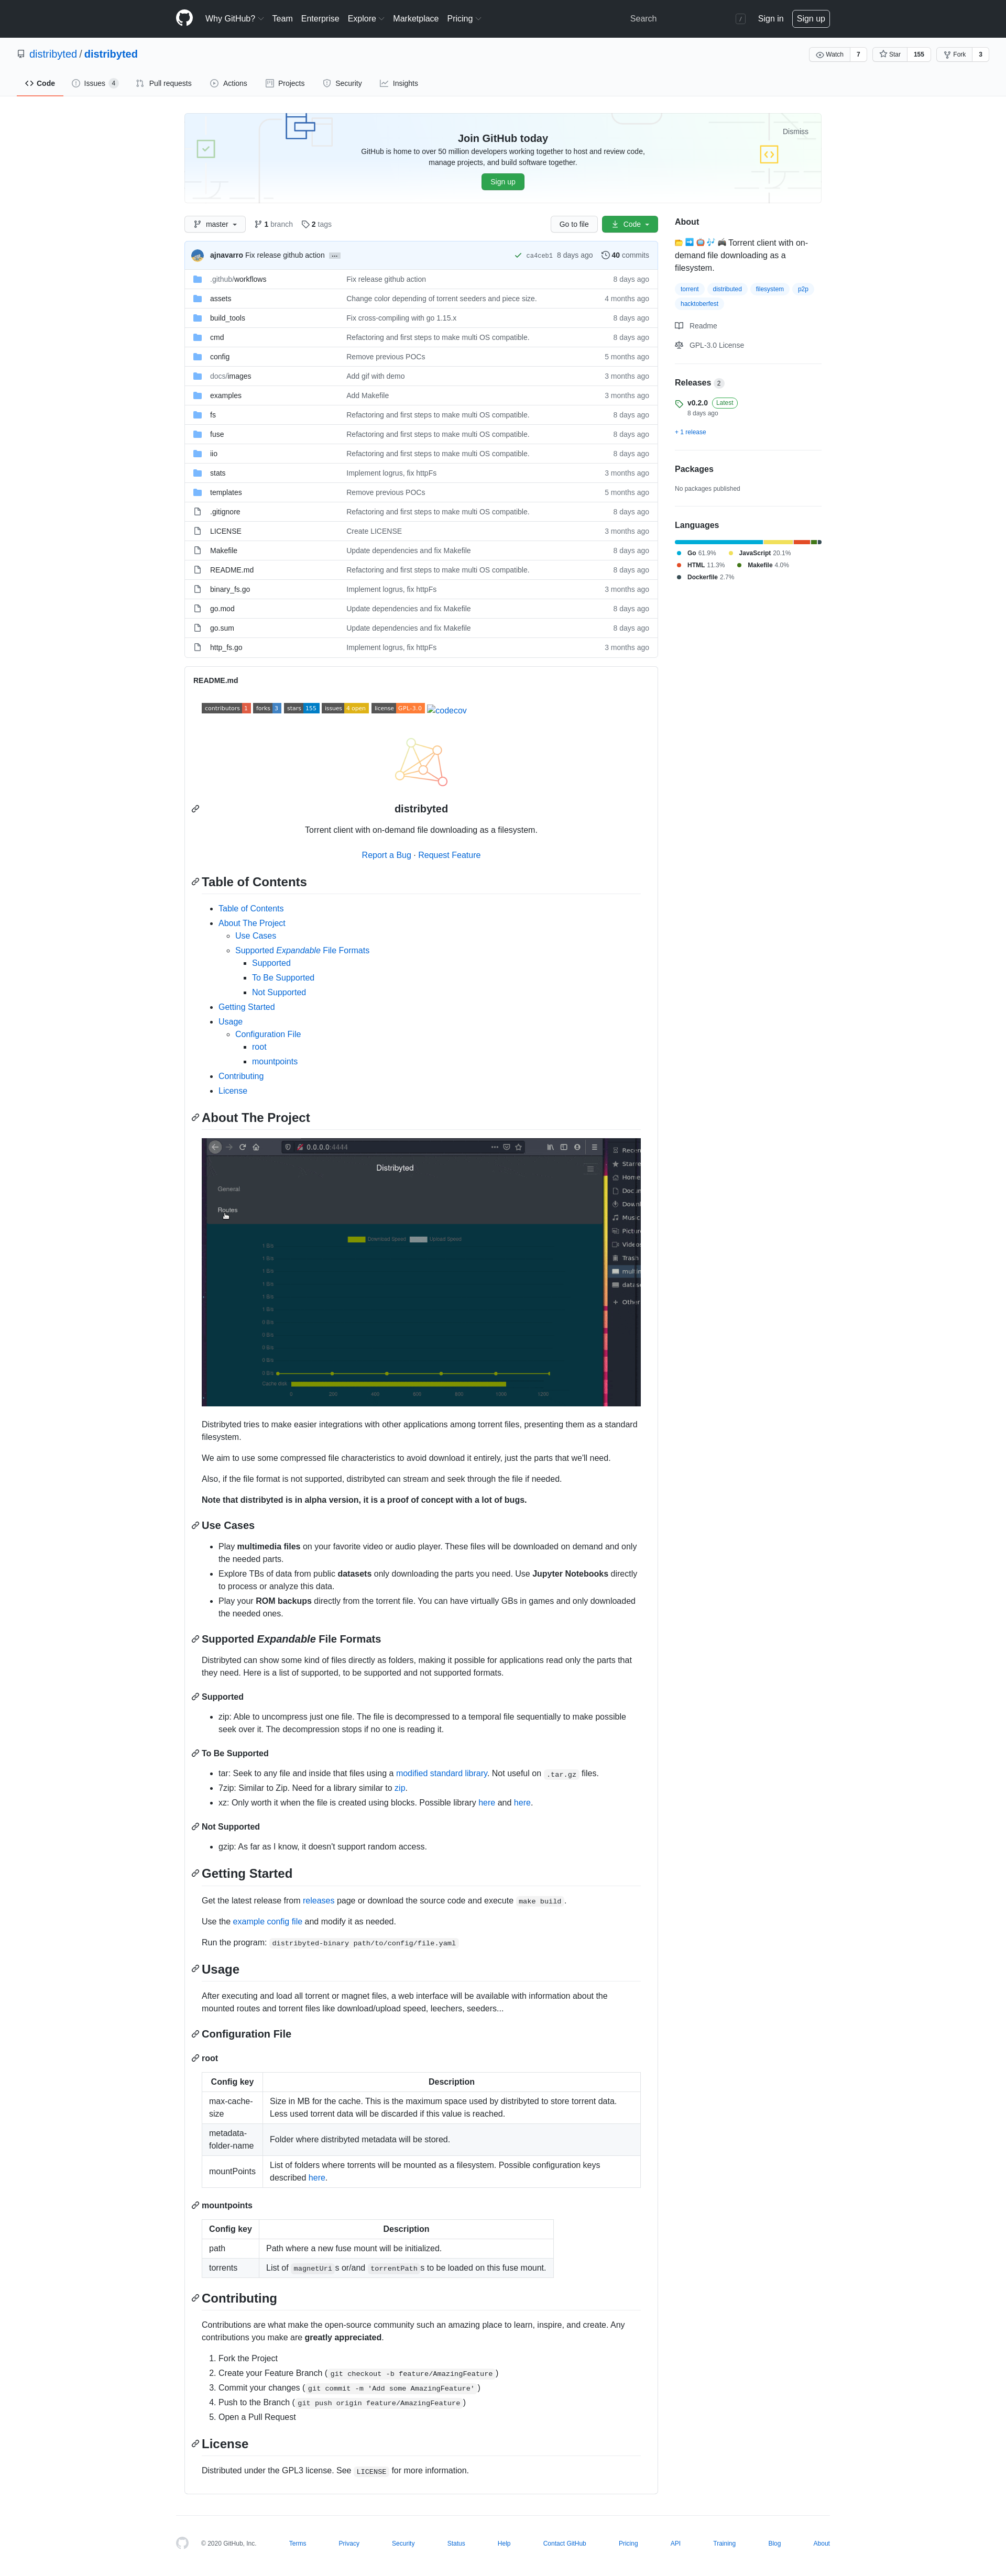 Why GitHub? Team Enterprise Explore Marketplace Pricing Search / Sign in Sign up
distribyted / distribyted Watch 7 Star 155 Fork 3
Code Issues 4 Pull requests Actions Projects Security Insights
Dismiss
Join GitHub today
GitHub is home to over 50 million developers working together to host and review code,
manage projects, and build software together.
Sign up
master 1 branch 2 tags Go to file Code
ajnavarro Fix release github action ... ca4ceb1 8 days ago 40 commits
.github/workflows Fix release github action 8 days ago
assets Change color depending of torrent seeders and piece size. 4 months ago
build_tools Fix cross-compiling with go 1.15.x 8 days ago
cmd Refactoring and first steps to make multi OS compatible. 8 days ago
config Remove previous POCs 5 months ago
docs/images Add gif with demo 3 months ago
examples Add Makefile 3 months ago
fs Refactoring and first steps to make multi OS compatible. 8 days ago
fuse Refactoring and first steps to make multi OS compatible. 8 days ago
iio Refactoring and first steps to make multi OS compatible. 8 days ago
stats Implement logrus, fix httpFs 3 months ago
templates Remove previous POCs 5 months ago
.gitignore Refactoring and first steps to make multi OS compatible. 8 days ago
LICENSE Create LICENSE 3 months ago
Makefile Update dependencies and fix Makefile 8 days ago
README.md Refactoring and first steps to make multi OS compatible. 8 days ago
binary_fs.go Implement logrus, fix httpFs 3 months ago
go.mod Update dependencies and fix Makefile 8 days ago
go.sum Update dependencies and fix Makefile 8 days ago
http_fs.go Implement logrus, fix httpFs 3 months ago
About
Torrent client with on-
demand file downloading as a
filesystem.
torrent distributed filesystem p2p
hacktoberfest
Readme
GPL-3.0 License
Releases 2
v0.2.0 Latest
8 days ago
+ 1 release
Packages
No packages published
Languages
Go 61.9% JavaScript 20.1%
HTML 11.3% Makefile 4.0%
Dockerfile 2.7%
README.md
contributors 1 forks 3 stars 155 issues 4 open license GPL-3.0 codecov
distribyted
Torrent client with on-demand file downloading as a filesystem.
Report a Bug · Request Feature
Table of Contents
Table of Contents
About The Project
Use Cases
Supported Expandable File Formats
Supported
To Be Supported
Not Supported
Getting Started
Usage
Configuration File
root
mountpoints
Contributing
License
About The Project
0.0.0.0:4444
Distribyted
General
Routes
Download Speed Upload Speed
Cache disk
0 200 400 600 800 1000 1200
Distribyted tries to make easier integrations with other applications among torrent files, presenting them as a standard
filesystem.
We aim to use some compressed file characteristics to avoid download it entirely, just the parts that we'll need.
Also, if the file format is not supported, distribyted can stream and seek through the file if needed.
Note that distribyted is in alpha version, it is a proof of concept with a lot of bugs.
Use Cases
Play multimedia files on your favorite video or audio player. These files will be downloaded on demand and only
the needed parts.
Explore TBs of data from public datasets only downloading the parts you need. Use Jupyter Notebooks directly
to process or analyze this data.
Play your ROM backups directly from the torrent file. You can have virtually GBs in games and only downloaded
the needed ones.
Supported Expandable File Formats
Distribyted can show some kind of files directly as folders, making it possible for applications read only the parts that
they need. Here is a list of supported, to be supported and not supported formats.
Supported
zip: Able to uncompress just one file. The file is decompressed to a temporal file sequentially to make possible
seek over it. The decompression stops if no one is reading it.
To Be Supported
tar: Seek to any file and inside that files using a modified standard library. Not useful on .tar.gz files.
7zip: Similar to Zip. Need for a library similar to zip.
xz: Only worth it when the file is created using blocks. Possible library here and here.
Not Supported
gzip: As far as I know, it doesn't support random access.
Getting Started
Get the latest release from releases page or download the source code and execute make build .
Use the example config file and modify it as needed.
Run the program: distribyted-binary path/to/config/file.yaml
Usage
After executing and load all torrent or magnet files, a web interface will be available with information about the
mounted routes and torrent files like download/upload speed, leechers, seeders...
Configuration File
root
Config key Description
max-cache-size Size in MB for the cache. This is the maximum space used by distribyted to store torrent data.
Less used torrent data will be discarded if this value is reached.
metadata-folder-name Folder where distribyted metadata will be stored.
mountPoints List of folders where torrents will be mounted as a filesystem. Possible configuration keys
described here.
mountpoints
Config key Description
path Path where a new fuse mount will be initialized.
torrents List of magnetUri s or/and torrentPath s to be loaded on this fuse mount.
Contributing
Contributions are what make the open-source community such an amazing place to learn, inspire, and create. Any
contributions you make are greatly appreciated.
1. Fork the Project
2. Create your Feature Branch ( git checkout -b feature/AmazingFeature )
3. Commit your changes ( git commit -m 'Add some AmazingFeature' )
4. Push to the Branch ( git push origin feature/AmazingFeature )
5. Open a Pull Request
License
Distributed under the GPL3 license. See LICENSE for more information.
© 2020 GitHub, Inc. Terms Privacy Security Status Help Contact GitHub Pricing API Training Blog About